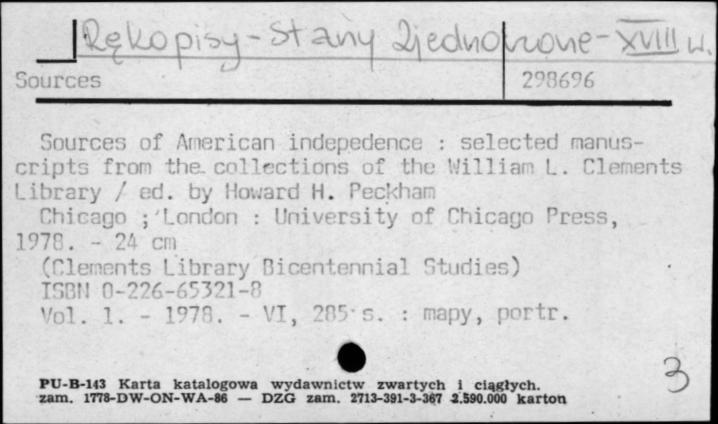 Rękopisy - Stany Zjednoczone - XVIII w.
Sources 298696
Sources of American indepedence : selected manus-
cripts from the collections of the William L. Clements
Library / ed. by Howard H. Peckham
Chicago ; London : University of Chicago Press,
1978. - 24 cm
(Clements Library Bicentennial Studies)
ISBN 0-226-65321-8
Vol. 1. - 1978. - VI, 285 s. : mapy, portr.
3
PU-B-143 Karta katalogowa wydawnictw zwartych i ciągłych.
zam. 1778-DW-ON-WA-86 — DZG zam. 2713-391-3-367 2.590.000 karton